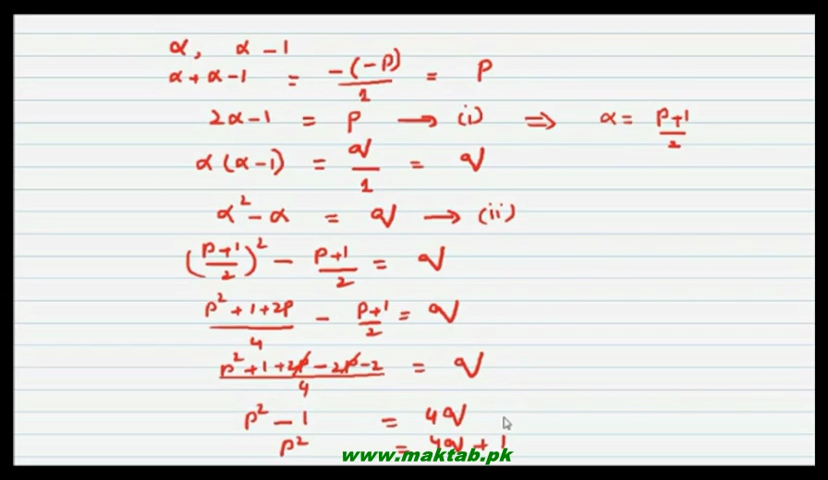 α, α - 1
α + α - 1 = -(-P)/1 = P
2α - 1 = P → (i) ⇒ α = P+1/2
α(α - 1) = q/1 = q
α² - α = q → (ii)
(P+1/2)² - P+1/2 = q
P² + 1 + 2P/4 - P+1/2 = q
P² + 1 + 2P - 2P - 2/4 = q
P² - 1 = 4q
P² = 4q + 1
www.maktab.pk